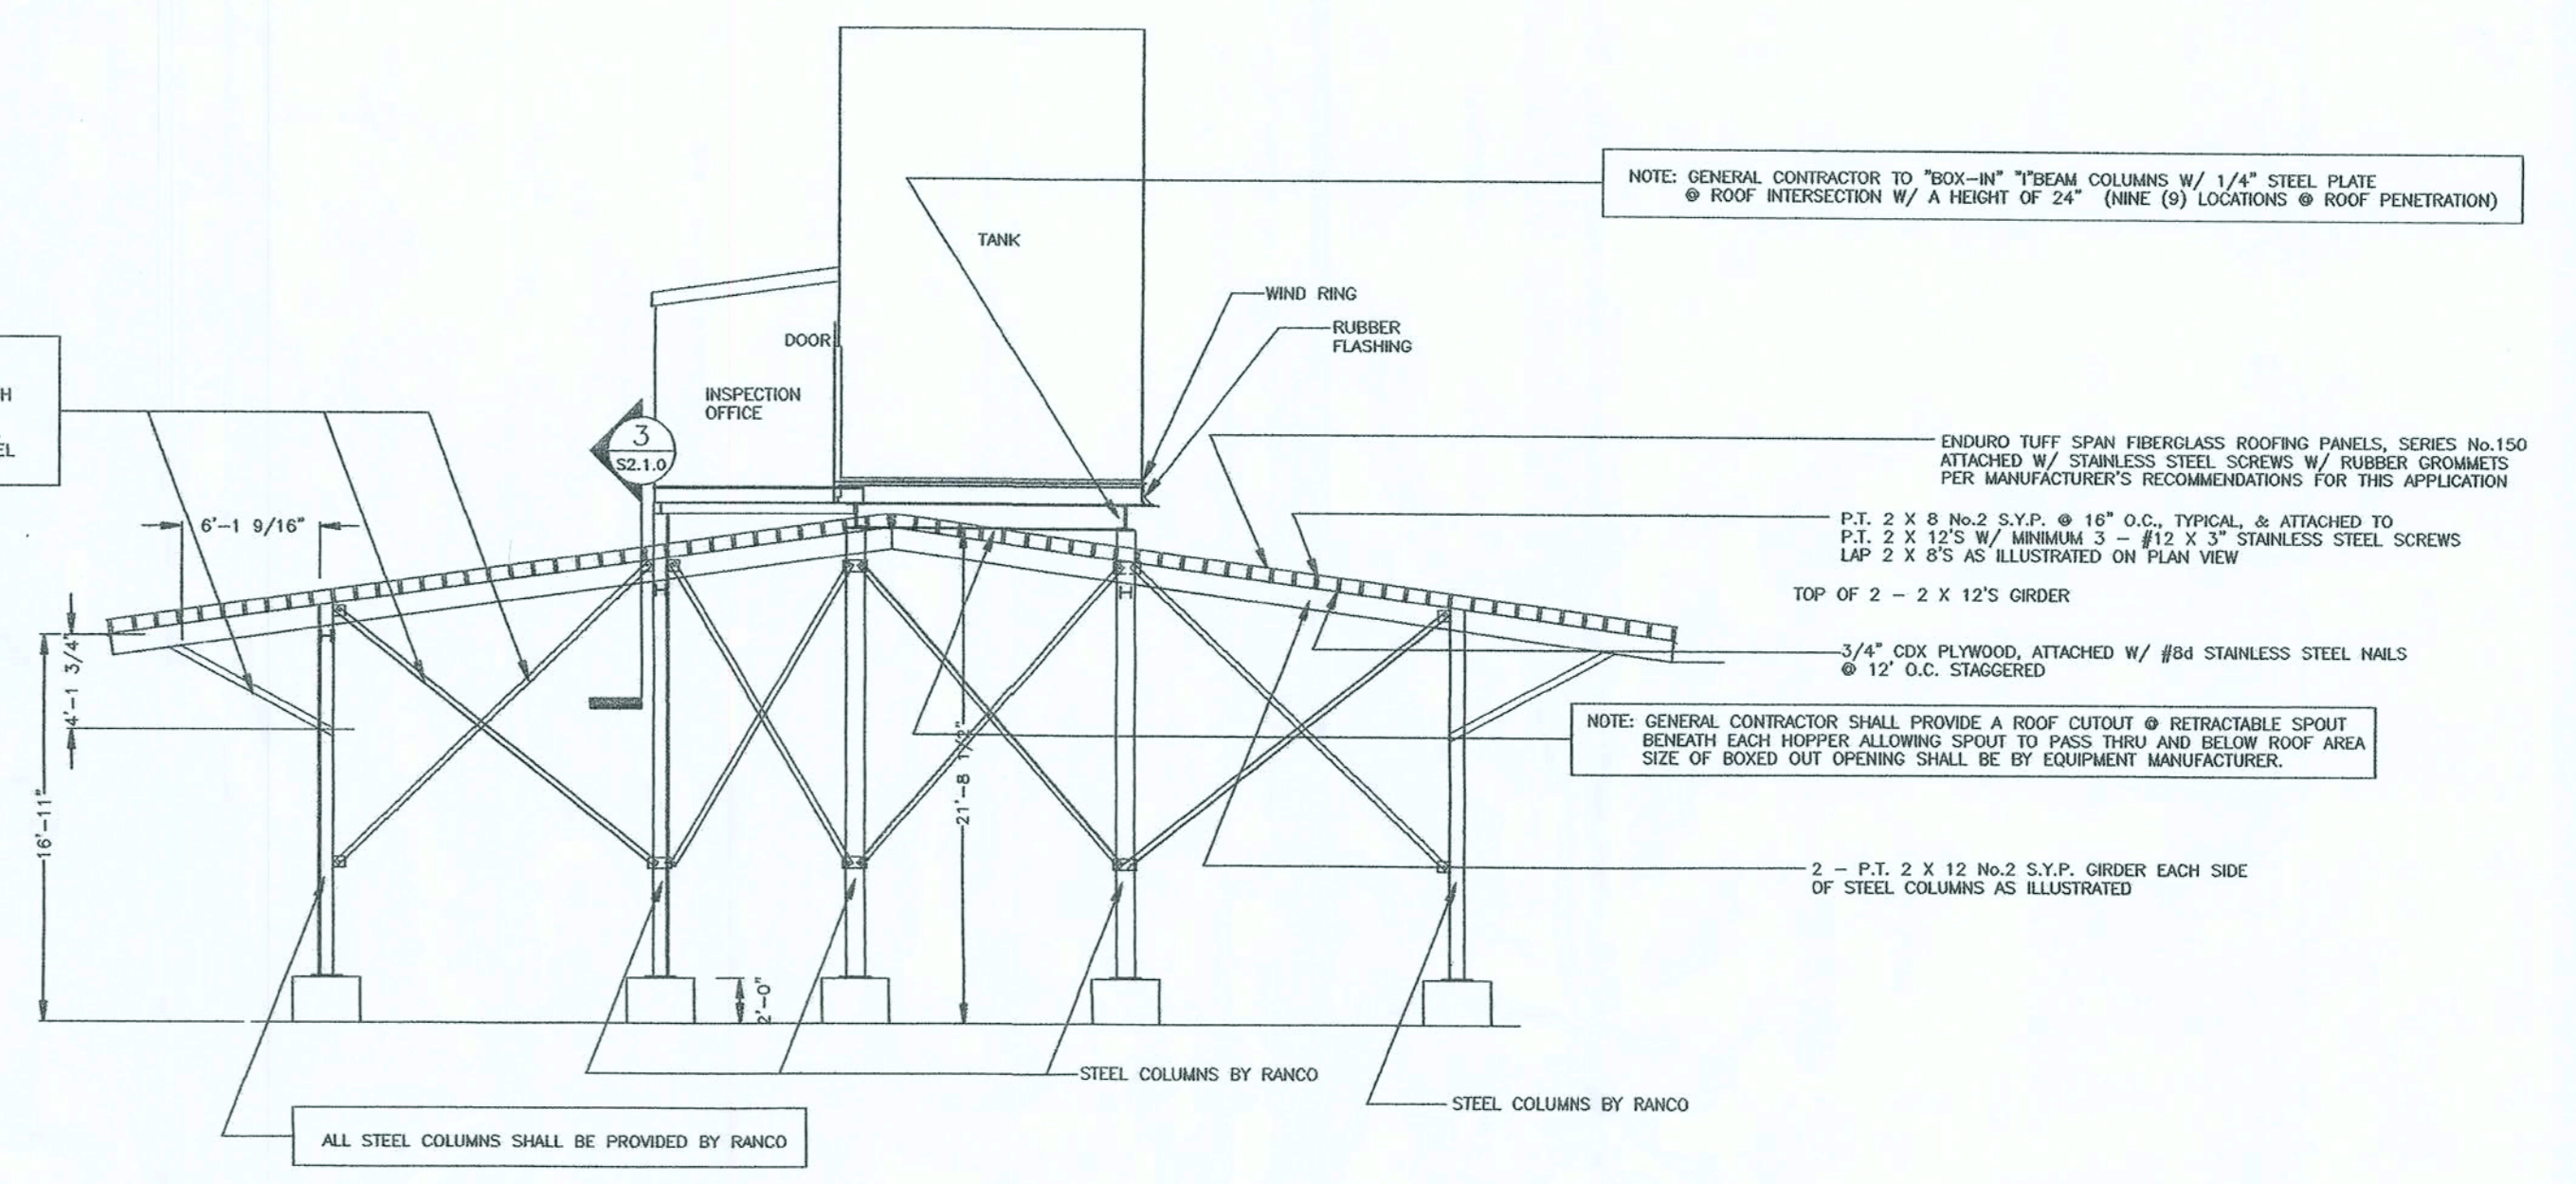 NOTE: GENERAL CONTRACTOR TO "BOX-IN" "I"BEAM COLUMNS W/ 1/4" STEEL PLATE
@ ROOF INTERSECTION W/ A HEIGHT OF 24" (NINE (9) LOCATIONS @ ROOF PENETRATION)
TANK
WIND RING
RUBBER
FLASHING
DOOR
INSPECTION
OFFICE
H
EL
3
S2.1.0
ENDURO TUFF SPAN FIBERGLASS ROOFING PANELS, SERIES No.150
ATTACHED W/ STAINLESS STEEL SCREWS W/ RUBBER GROMMETS
PER MANUFACTURER'S RECOMMENDATIONS FOR THIS APPLICATION
6'-1 9/16"
P.T. 2 X 8 No.2 S.Y.P. @ 16" O.C., TYPICAL, & ATTACHED TO
P.T. 2 X 12'S W/ MINIMUM 3 - #12 X 3" STAINLESS STEEL SCREWS
LAP 2 X 8'S AS ILLUSTRATED ON PLAN VIEW
TOP OF 2 - 2 X 12'S GIRDER
4'-1 3/4"
3/4" CDX PLYWOOD, ATTACHED W/ #8d STAINLESS STEEL NAILS
@ 12' O.C. STAGGERED
NOTE: GENERAL CONTRACTOR SHALL PROVIDE A ROOF CUTOUT @ RETRACTABLE SPOUT
BENEATH EACH HOPPER ALLOWING SPOUT TO PASS THRU AND BELOW ROOF AREA
SIZE OF BOXED OUT OPENING SHALL BE BY EQUIPMENT MANUFACTURER.
16'-11"
21'-8 1/2"
2 - P.T. 2 X 12 No.2 S.Y.P. GIRDER EACH SIDE
OF STEEL COLUMNS AS ILLUSTRATED
2'-0"
STEEL COLUMNS BY RANCO
STEEL COLUMNS BY RANCO
ALL STEEL COLUMNS SHALL BE PROVIDED BY RANCO